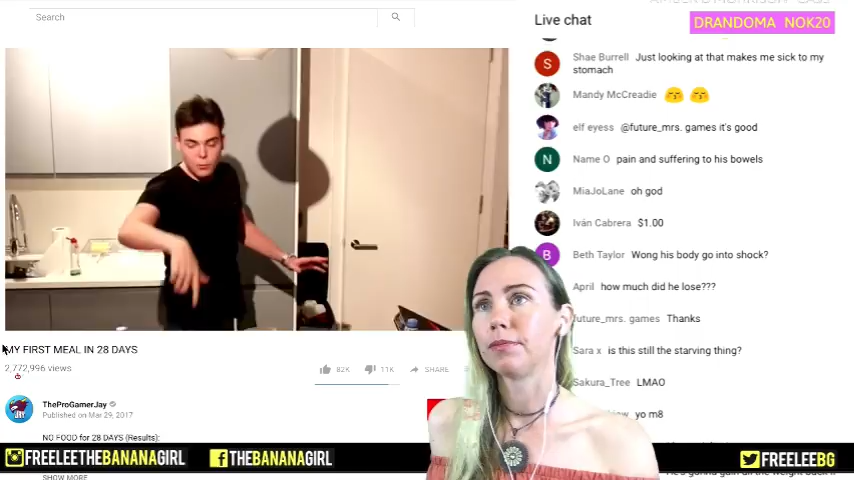 Search
Live chat
DRANDOMA NOK20
Shae Burrell Just looking at that makes me sick to my
stomach
Mandy McCreadie
elf eyess @future_mrs. games it's good
Name O pain and suffering to his bowels
MiaJoLane oh god
Iván Cabrera $1.00
Beth Taylor Wong his body go into shock?
April how much did he lose???
future_mrs. games Thanks
Sara x is this still the starving thing?
Sakura_Tree LMAO
yo m8
MY FIRST MEAL IN 28 DAYS
2,772,996 views
82K
11K
SHARE
TheProGamerJay
Published on Mar 29, 2017
NO FOOD for 28 DAYS (Results):
FREELEETHEBANANAGIRL
THEBANANAGIRL
FREELEEBG
SHOW MORE